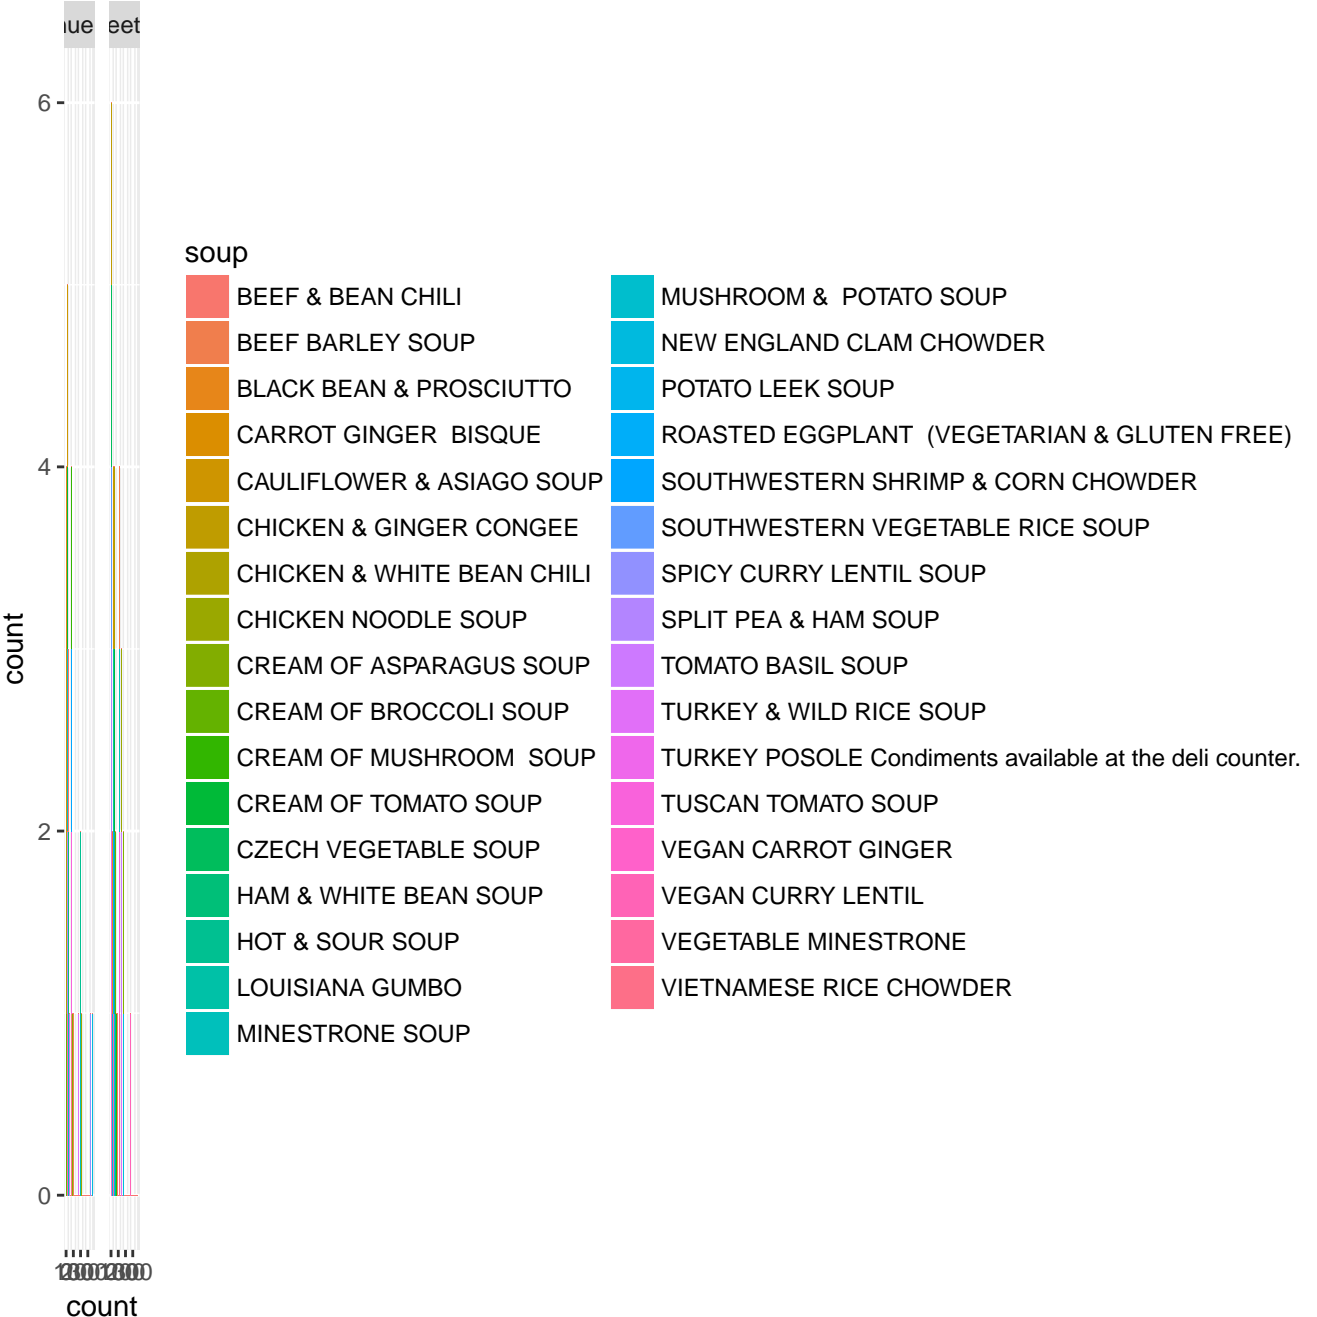 ue eet
6
4
2
0
count
count
soup
BEEF & BEAN CHILI
BEEF BARLEY SOUP
BLACK BEAN & PROSCIUTTO
CARROT GINGER  BISQUE
CAULIFLOWER & ASIAGO SOUP
CHICKEN & GINGER CONGEE
CHICKEN & WHITE BEAN CHILI
CHICKEN NOODLE SOUP
CREAM OF ASPARAGUS SOUP
CREAM OF BROCCOLI SOUP
CREAM OF MUSHROOM  SOUP
CREAM OF TOMATO SOUP
CZECH VEGETABLE SOUP
HAM & WHITE BEAN SOUP
HOT & SOUR SOUP
LOUISIANA GUMBO
MINESTRONE SOUP
MUSHROOM &  POTATO SOUP
NEW ENGLAND CLAM CHOWDER
POTATO LEEK SOUP
ROASTED EGGPLANT  (VEGETARIAN & GLUTEN FREE)
SOUTHWESTERN SHRIMP & CORN CHOWDER
SOUTHWESTERN VEGETABLE RICE SOUP
SPICY CURRY LENTIL SOUP
SPLIT PEA & HAM SOUP
TOMATO BASIL SOUP
TURKEY & WILD RICE SOUP
TURKEY POSOLE Condiments available at the deli counter.
TUSCAN TOMATO SOUP
VEGAN CARROT GINGER
VEGAN CURRY LENTIL
VEGETABLE MINESTRONE
VIETNAMESE RICE CHOWDER